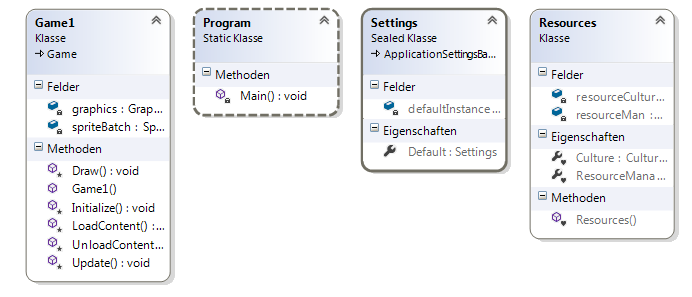 Game1
Klasse
Game
Felder
graphics : Grap...
spriteBatch : Sp...
Methoden
Draw() : void
Game1()
Initialize() : void
LoadContent() :...
UnloadContent...
Update() : void
Program
Static Klasse
Methoden
Main() : void
Settings
Sealed Klasse
ApplicationSettingsBa...
Felder
defaultInstance ...
Eigenschaften
Default : Settings
Resources
Klasse
Felder
resourceCultur...
resourceMan :...
Eigenschaften
Culture : Cultur...
ResourceMana...
Methoden
Resources()